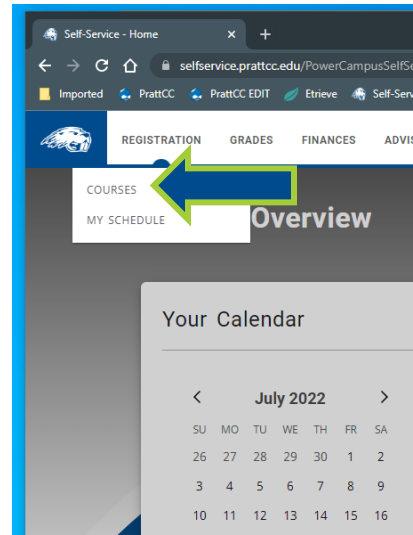 Self-Service - Home
selfservice.prattcc.edu/PowerCampusSelfSe
Imported PrattCC PrattCC EDIT Etrieve Self-Serv
REGISTRATION GRADES FINANCES ADVIS
COURSES
MY SCHEDULE
Overview
Your Calendar
July 2022
SU MO TU WE TH FR SA
26 27 28 29 30 1 2
3 4 5 6 7 8 9
10 11 12 13 14 15 16